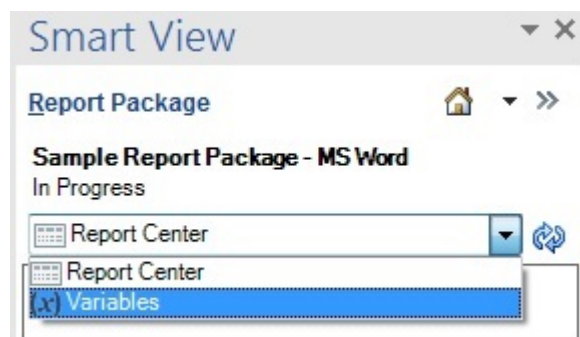 Smart View
Report Package
Sample Report Package - MS Word
In Progress
Report Center
Report Center
(x) Variables